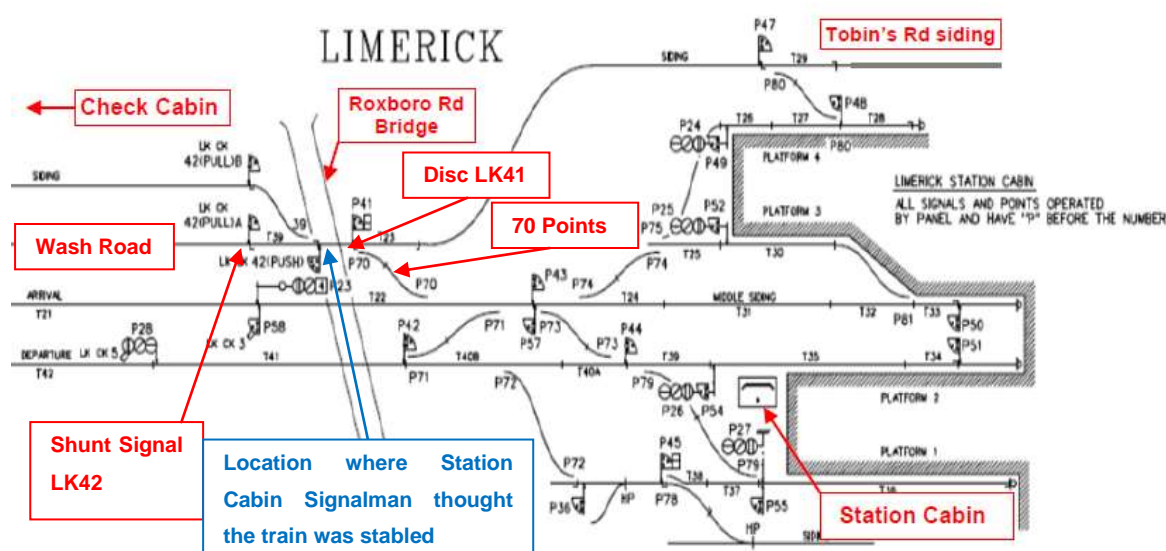 LIMERICK
P47
Tobin's Rd siding
SIDING
T29
P80
P48
Check Cabin
Roxboro Rd
Bridge
P24
T26
T27
T28
P49
P80
PLATFORM 4
LK CK
42(PULL)B
SIDING
Disc LK41
LIMERICK STATION CABIN
ALL SIGNALS AND POINTS OPERATED
BY PANEL AND HAVE "P" BEFORE THE NUMBER
LK CK
42(PULL)A
P41
70 Points
P25
P52
PLATFORM 3
P75
Wash Road
T39
39
T23
T25
T30
LK CK 42(PUSH)
P70
P70
P43
P74
P74
4
P23
ARRIVAL
T21
T22
T24
MIDDLE SIDING
T31
T32
P81
T33
P28
P58
P42
P71
P57
P73
P44
P73
P50
P51
LK CK 5
LK CK 3
DEPARTURE
T42
T41
P71
T40B
T40A
T39
T35
T34
P72
P79
P26
P54
PLATFORM 2
P27
P45
P79
PLATFORM 1
Shunt Signal
LK42
Location where Station
Cabin Signalman thought
the train was stabled
P72
P36
HP
P78
T38
T37
P55
T36
HP
Station Cabin